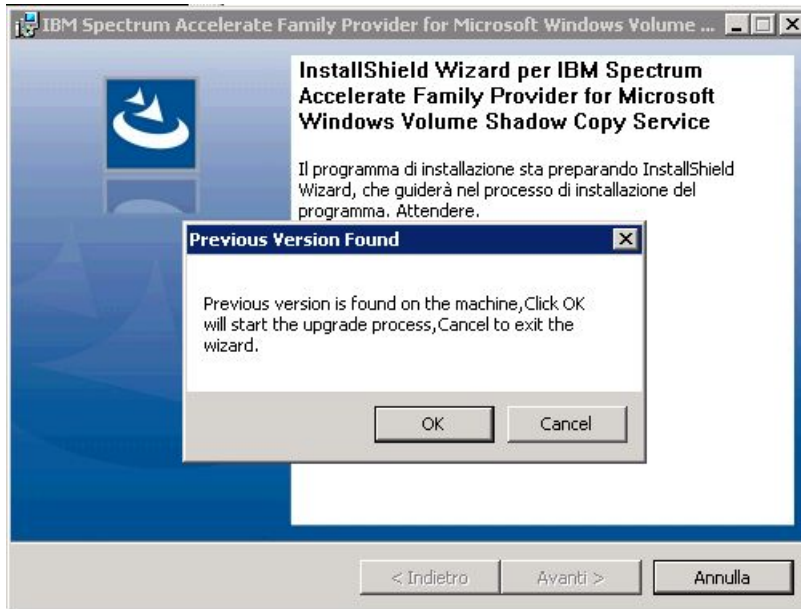 IBM Spectrum Accelerate Family Provider for Microsoft Windows Volume ...
InstallShield Wizard per IBM Spectrum
Accelerate Family Provider for Microsoft
Windows Volume Shadow Copy Service
Il programma di installazione sta preparando InstallShield
Wizard, che guiderà nel processo di installazione del
programma. Attendere.
Previous Version Found
Previous version is found on the machine,Click OK
will start the upgrade process,Cancel to exit the
wizard.
OK
Cancel
< Indietro
Avanti >
Annulla